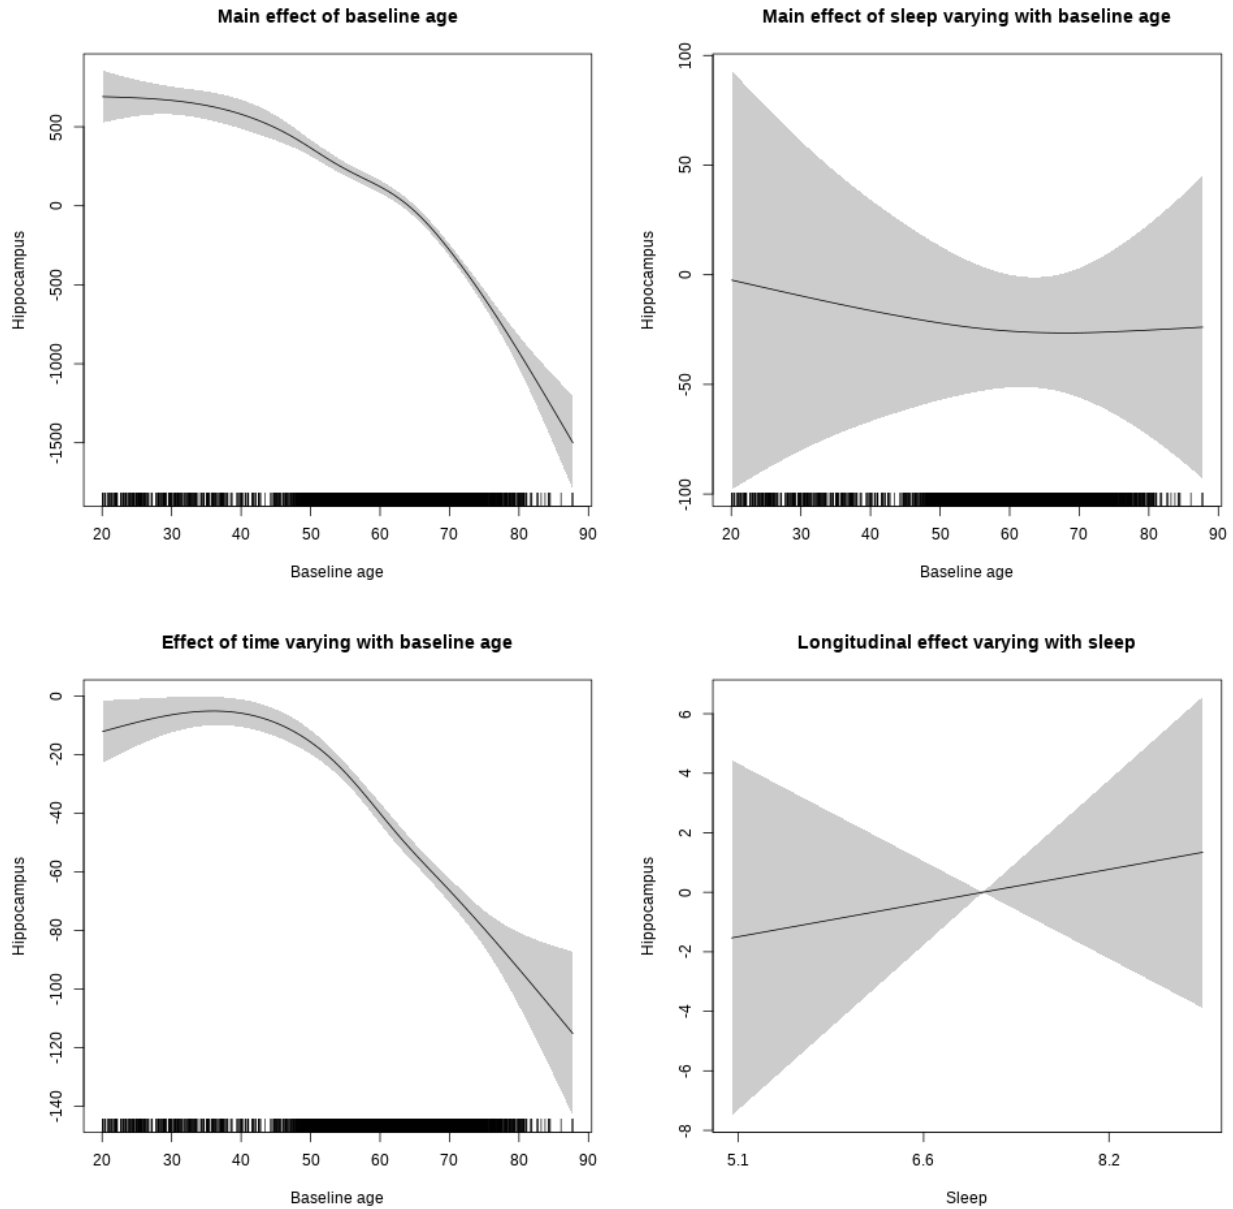 Main effect of baseline age
500
0
-500
-1000
-1500
Hippocampus
20 30 40 50 60 70 80 90
Baseline age
Main effect of sleep varying with baseline age
100
50
0
-50
-100
Hippocampus
20 30 40 50 60 70 80 90
Baseline age
Effect of time varying with baseline age
0
-20
-40
-60
-80
-100
-120
-140
Hippocampus
20 30 40 50 60 70 80 90
Baseline age
Longitudinal effect varying with sleep
6
4
2
0
-2
-4
-6
-8
Hippocampus
5.1 6.6 8.2
Sleep